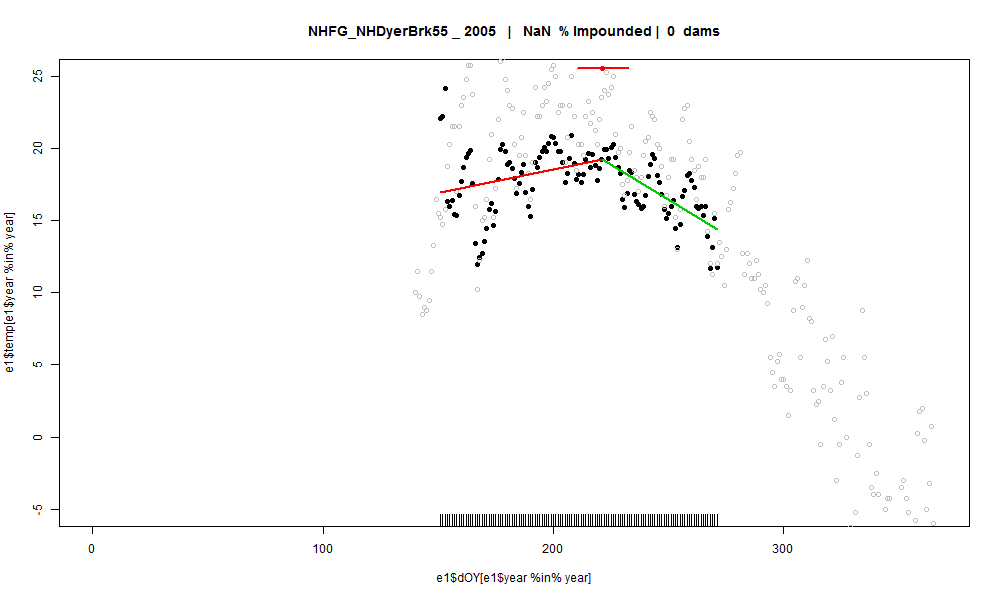 NHFG_NHDyerBrk55 _ 2005 | NaN % Impounded | 0 dams
e1$temp[e1$year %in% year]
25
20
15
10
5
0
-5
0 100 200 300
e1$dOY[e1$year %in% year]